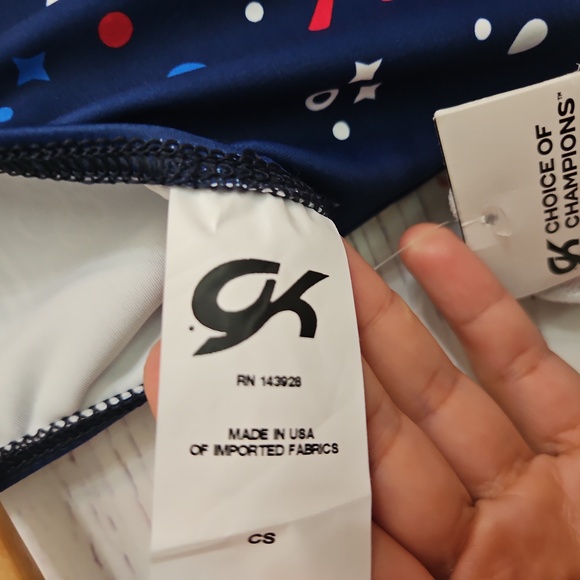 GK
RN 143928
MADE IN USA
OF IMPORTED FABRICS
CS
GK CHOICE OF
CHAMPIONS™